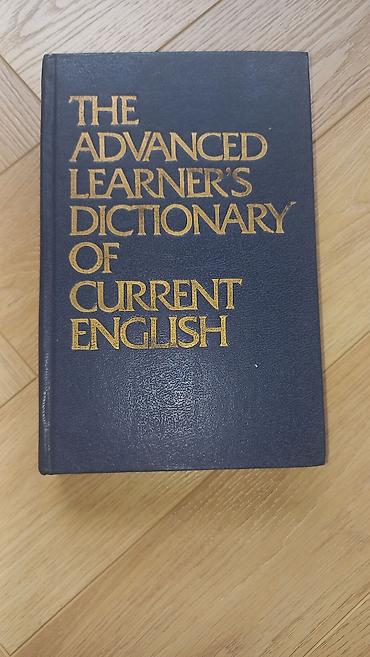 THE
ADVANCED
LEARNER'S
DICTIONARY
OF
CURRENT
ENGLISH